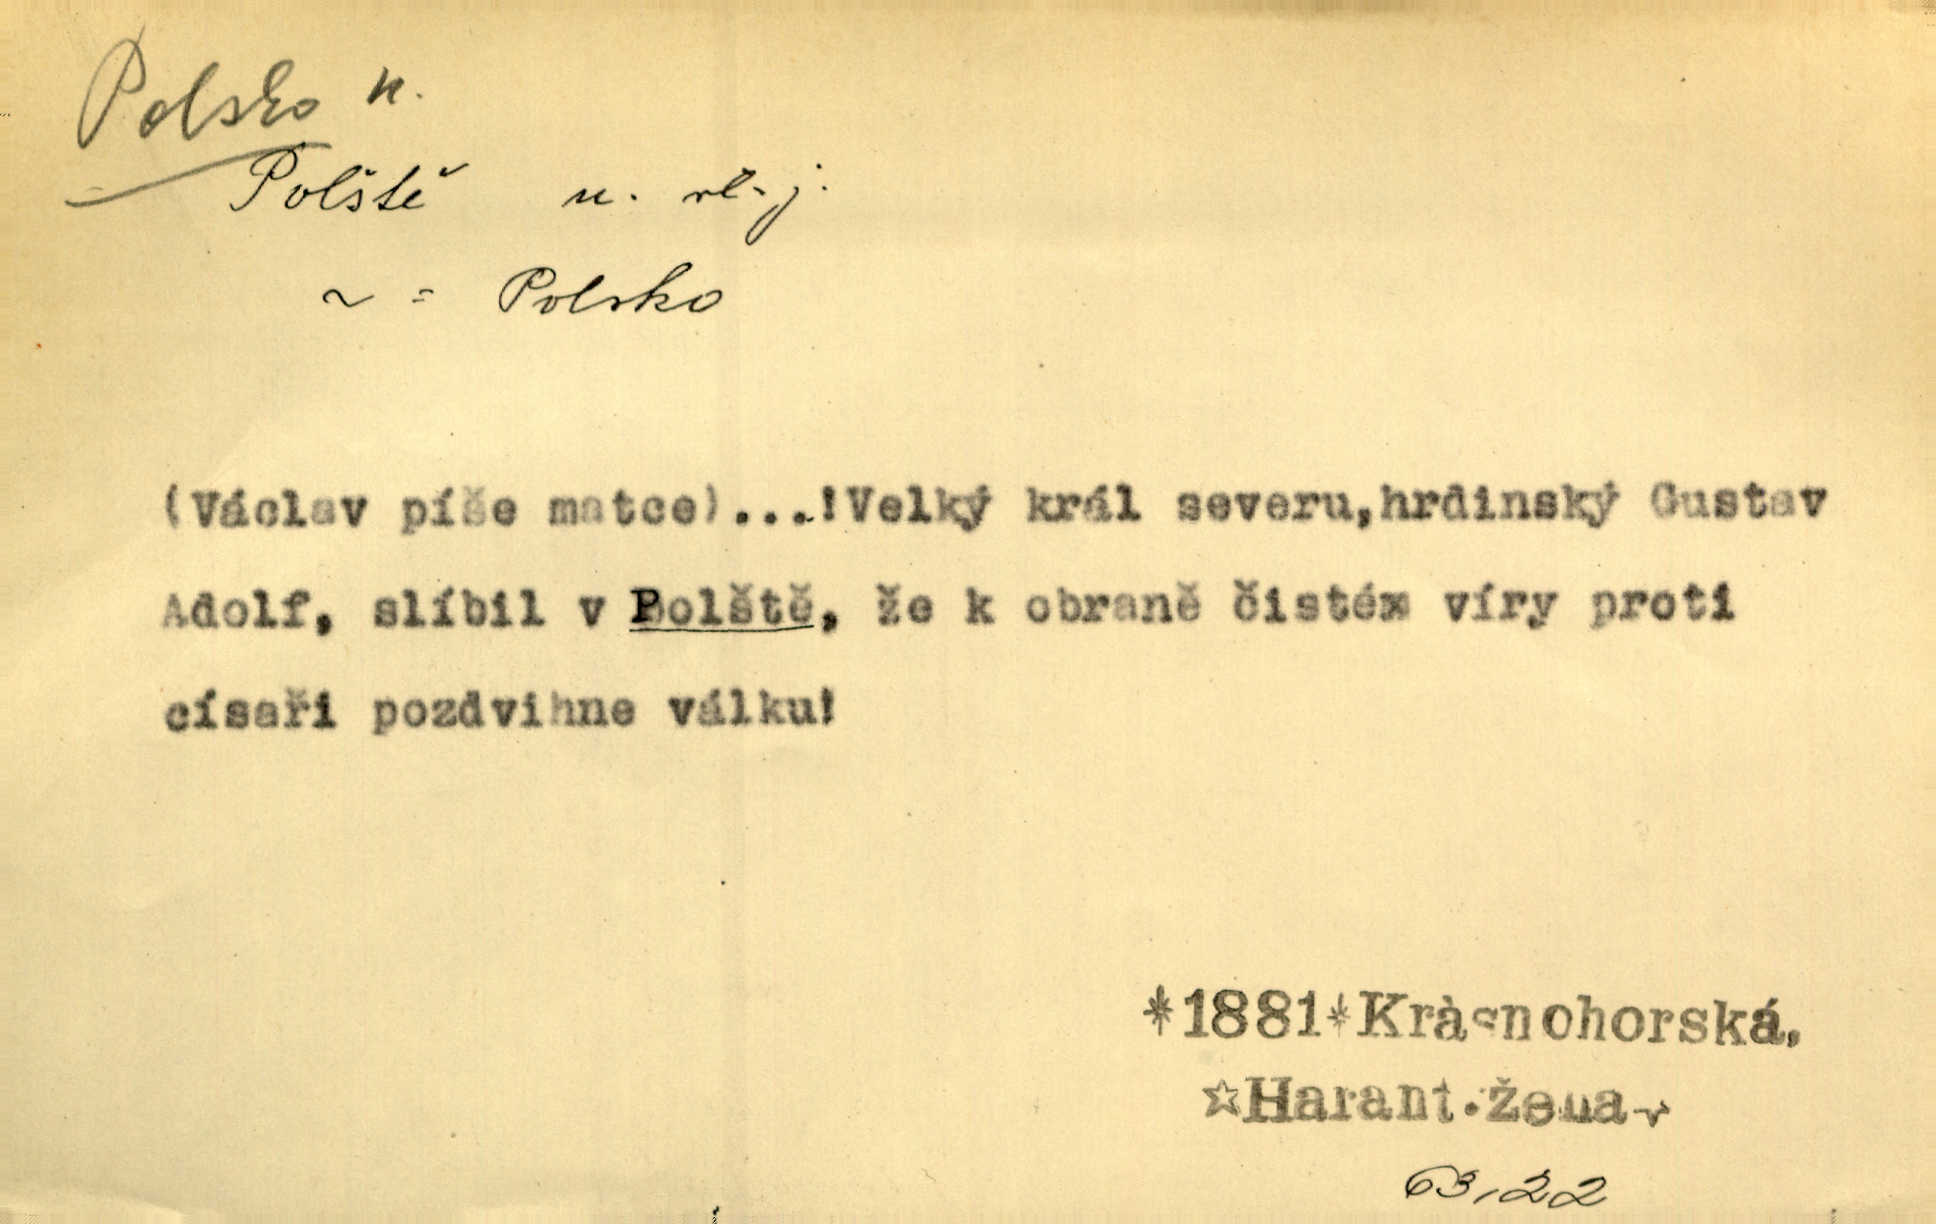 Polsko n.
Polště n. vl. j.
~ = Polsko
(Václav píše matce)...!Velký král severu,hrdinský Gustav
Adolf, slíbil v Polště, že k obraně čistéx víry proti
císaři pozdvihne válku!
*1881*Krásnohorská,
☆Harant.žena
63,22